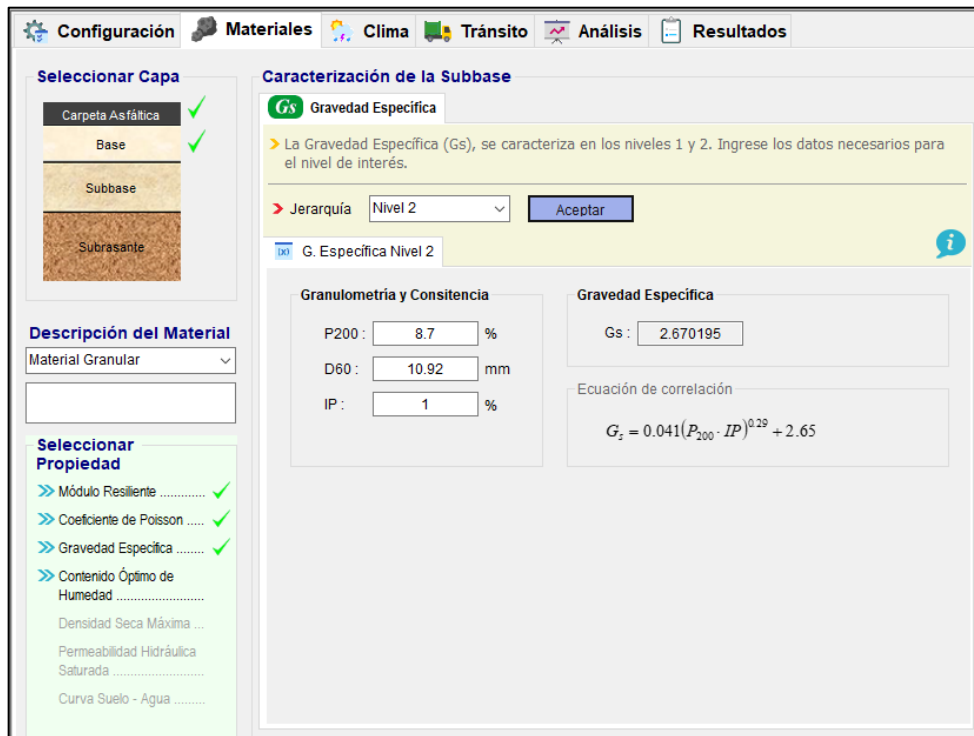 Configuración Materiales Clima Tránsito Análisis Resultados
Seleccionar Capa
Carpeta Asfáltica
Base
Subbase
Subrasante
Descripción del Material
Material Granular
Seleccionar
Propiedad
Módulo Resiliente ............
Coeficiente de Poisson .....
Gravedad Específica ........
Contenido Óptimo de
Humedad ........................
Densidad Seca Máxima ...
Permeabilidad Hidráulica
Saturada .........................
Curva Suelo - Agua .........
Caracterización de la Subbase
Gs Gravedad Específica
La Gravedad Específica (Gs), se caracteriza en los niveles 1 y 2. Ingrese los datos necesarios para
el nivel de interés.
Jerarquía Nivel 2 Aceptar
G. Específica Nivel 2
Granulometría y Consitencia
P200 : 8.7 %
D60 : 10.92 mm
IP : 1 %
Gravedad Específica
Gs : 2.670195
Ecuación de correlación
G_s = 0.041(P_200 · IP)^0.29 + 2.65